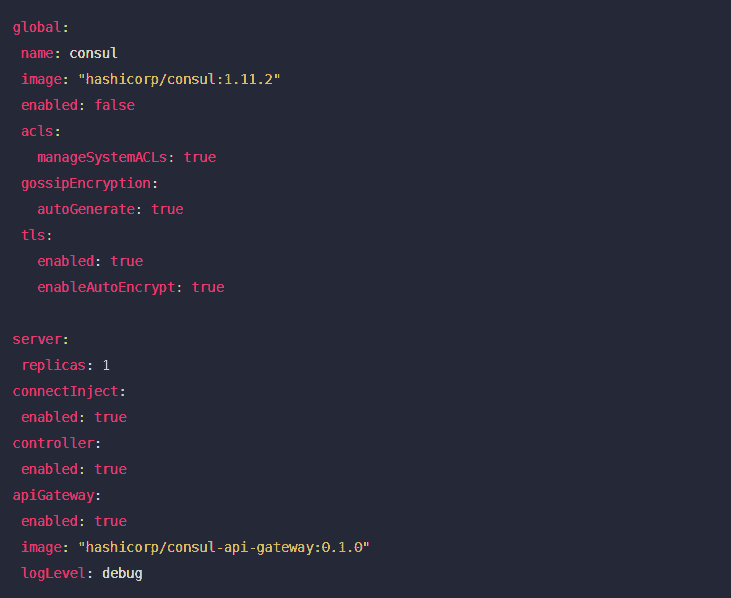 global:
 name: consul
 image: "hashicorp/consul:1.11.2"
 enabled: false
 acls:
   manageSystemACLs: true
 gossipEncryption:
   autoGenerate: true
 tls:
   enabled: true
   enableAutoEncrypt: true

server:
 replicas: 1
connectInject:
 enabled: true
controller:
 enabled: true
apiGateway:
 enabled: true
 image: "hashicorp/consul-api-gateway:0.1.0"
 logLevel: debug